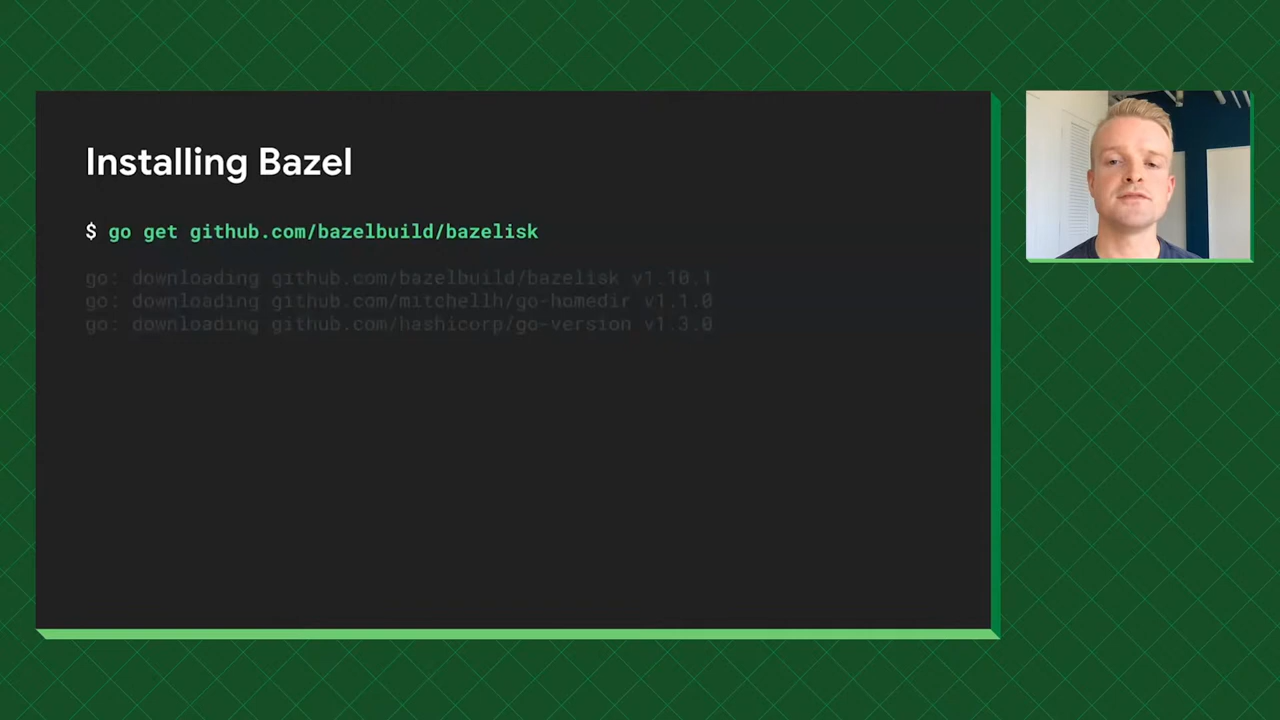 Installing Bazel
$ go get github.com/bazelbuild/bazelisk
go: downloading github.com/bazelbuild/bazelisk v1.10.1
go: downloading github.com/mitchellh/go-homedir v1.1.0
go: downloading github.com/hashicorp/go-version v1.3.0